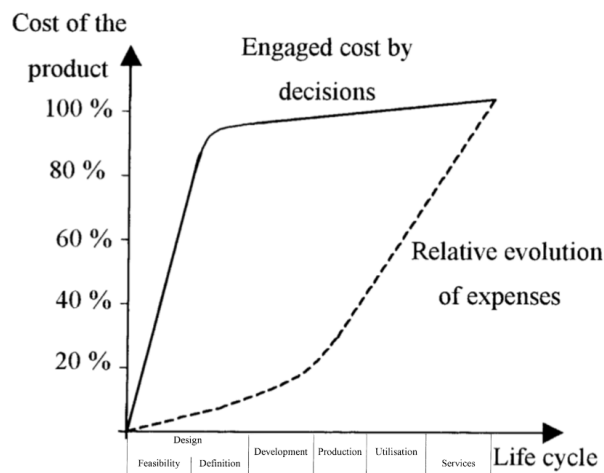 Cost of the
product
Engaged cost by
decisions
100 %
80 %
60 %
40 %
20 %
Relative evolution
of expenses
Design
Feasibility
Definition
Development
Production
Utilisation
Services
Life cycle